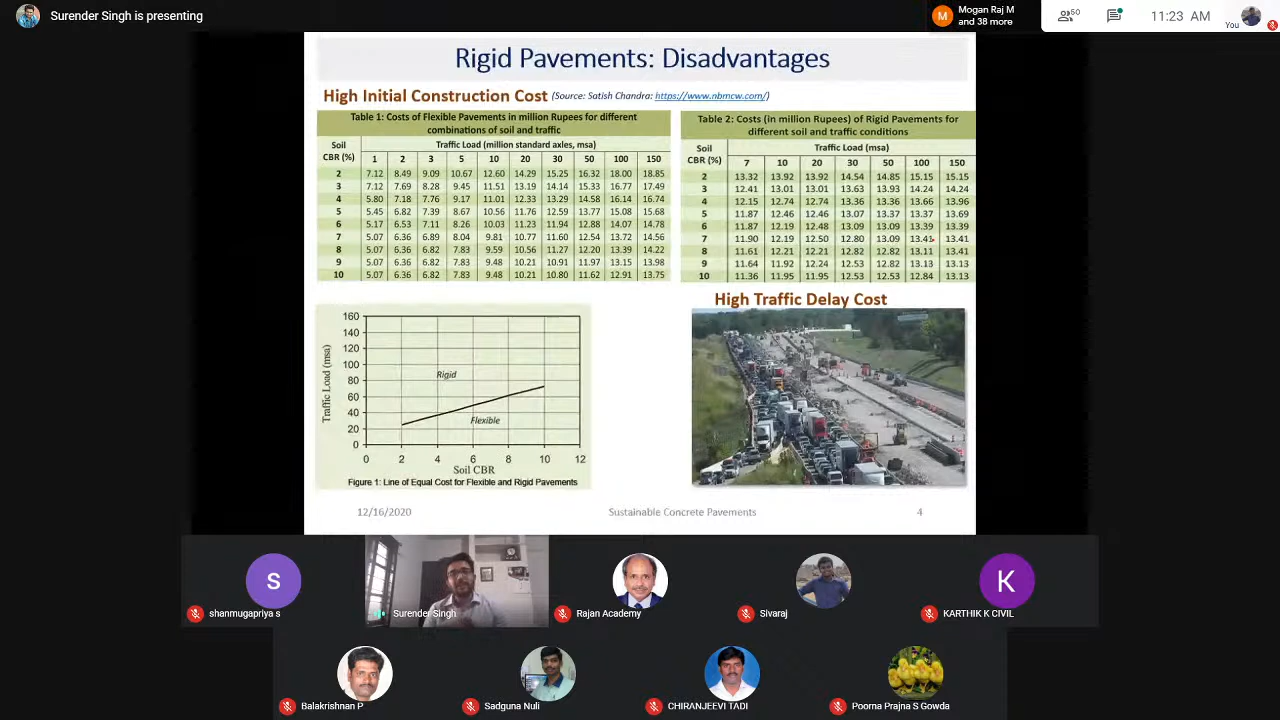 Surender Singh is presenting
M
Mogan Raj M
and 38 more
50
11:23 AM
You
Rigid Pavements: Disadvantages
High Initial Construction Cost (Source: Satish Chandra: https://www.nbmcw.com/)
Table 1: Costs of Flexible Pavements in million Rupees for different
combinations of soil and traffic
Soil
CBR (%)
Traffic Load (million standard axles, msa)
1 2 3 5 10 20 30 50 100 150
2 7.12 8.49 9.09 10.67 12.60 14.29 15.25 16.32 18.00 18.85
3 7.12 7.69 8.28 9.45 11.51 13.19 14.14 15.33 16.77 17.49
4 5.80 7.18 7.76 9.17 11.01 12.33 13.29 14.58 16.14 16.74
5 5.45 6.82 7.39 8.67 10.56 11.76 12.59 13.77 15.08 15.68
6 5.17 6.53 7.11 8.26 10.03 11.23 11.94 12.88 14.07 14.78
7 5.07 6.36 6.89 8.04 9.81 10.77 11.60 12.54 13.72 14.56
8 5.07 6.36 6.82 7.83 9.59 10.56 11.27 12.20 13.39 14.22
9 5.07 6.36 6.82 7.83 9.48 10.21 10.91 11.97 13.15 13.98
10 5.07 6.36 6.82 7.83 9.48 10.21 10.80 11.62 12.91 13.75
Table 2: Costs (in million Rupees) of Rigid Pavements for
different soil and traffic conditions
Soil
CBR (%)
Traffic Load (msa)
7 10 20 30 50 100 150
2 13.32 13.92 13.92 14.54 14.85 15.15 15.15
3 12.41 13.01 13.01 13.63 13.93 14.24 14.24
4 12.15 12.74 12.74 13.36 13.36 13.66 13.96
5 11.87 12.46 12.46 13.07 13.37 13.37 13.69
6 11.87 12.19 12.48 13.09 13.09 13.39 13.39
7 11.90 12.19 12.50 12.80 13.09 13.41 13.41
8 11.61 12.21 12.21 12.82 12.82 13.11 13.41
9 11.64 11.92 12.24 12.53 12.82 13.13 13.13
10 11.36 11.95 11.95 12.53 12.53 12.84 13.13
High Traffic Delay Cost
Traffic Load (msa)
160
140
120
100
80
60
40
20
0
Rigid
Flexible
0 2 4 6 8 10 12
Soil CBR
Figure 1: Line of Equal Cost for Flexible and Rigid Pavements
12/16/2020 Sustainable Concrete Pavements 4
S
K
shanmugapriya s
Surender Singh
Rajan Academy
Sivaraj
KARTHIK K CIVIL
Balakrishnan P
Sadguna Nuli
CHIRANJEEVI TADI
Poorna Prajna S Gowda